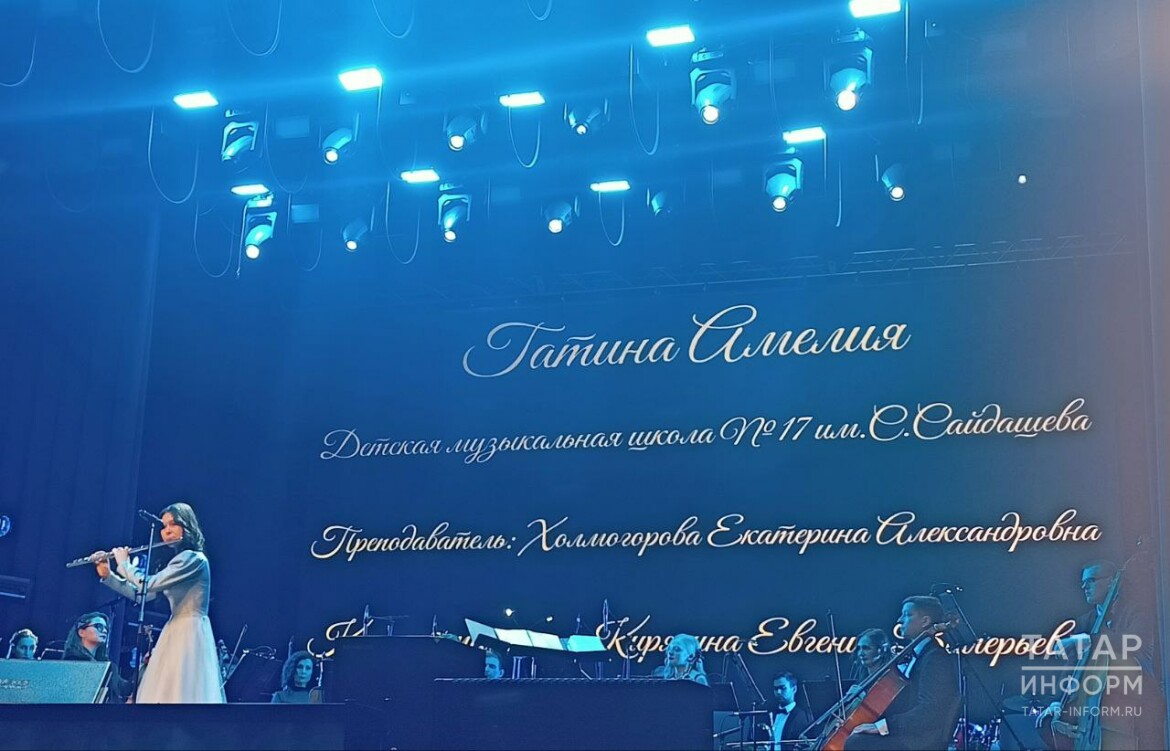 Гатина Амелия
Детская музыкальная школа № 17 им.С.Сайдашева
Преподаватель: Холмогорова Екатерина Александровна
ТАТАР
ИНФОРМ
TATAR-INFORM.RU